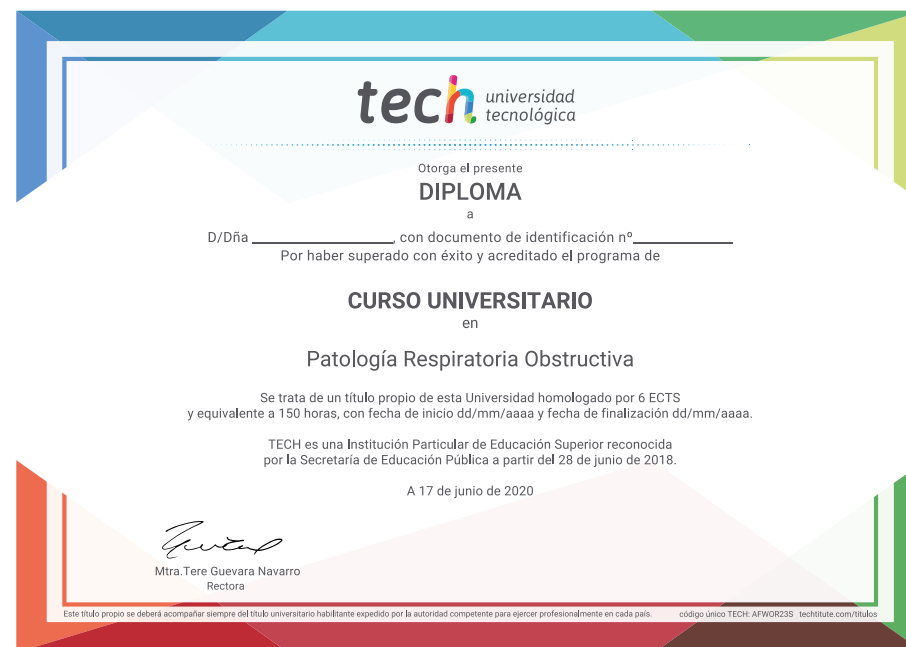 tech universidad
tecnológica
Otorga el presente
DIPLOMA
a
D/Dña ____________________, con documento de identificación nº______________
Por haber superado con éxito y acreditado el programa de
CURSO UNIVERSITARIO
en
Patología Respiratoria Obstructiva
Se trata de un título propio de esta Universidad homologado por 6 ECTS
y equivalente a 150 horas, con fecha de inicio dd/mm/aaaa y fecha de finalización dd/mm/aaaa.
TECH es una Institución Particular de Educación Superior reconocida
por la Secretaría de Educación Pública a partir del 28 de junio de 2018.
A 17 de junio de 2020
Mtra.Tere Guevara Navarro
Rectora
Este título propio se deberá acompañar siempre del título universitario habilitante expedido por la autoridad competente para ejercer profesionalmente en cada país. código único TECH: AFWOR23S techtitute.com/titulos